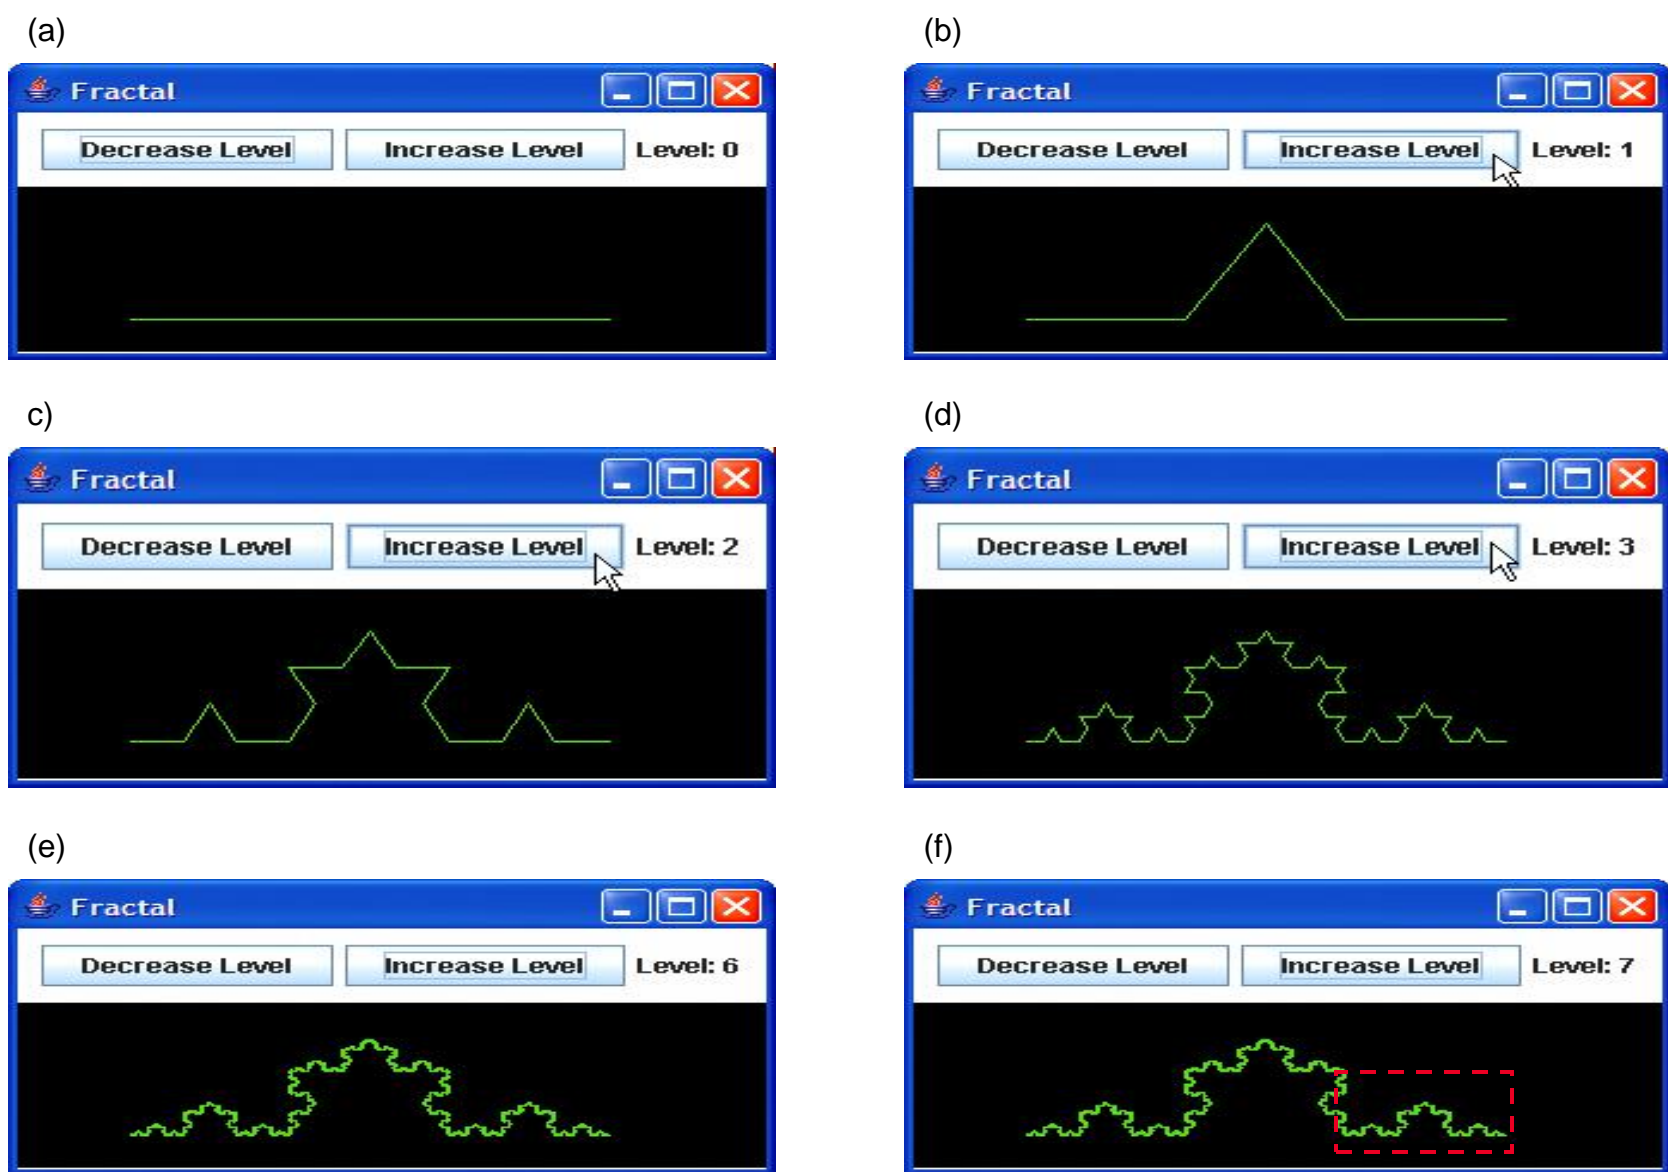 (a)
Fractal
Decrease Level Increase Level Level: 0
(b)
Fractal
Decrease Level Increase Level Level: 1
c)
Fractal
Decrease Level Increase Level Level: 2
(d)
Fractal
Decrease Level Increase Level Level: 3
(e)
Fractal
Decrease Level Increase Level Level: 6
(f)
Fractal
Decrease Level Increase Level Level: 7